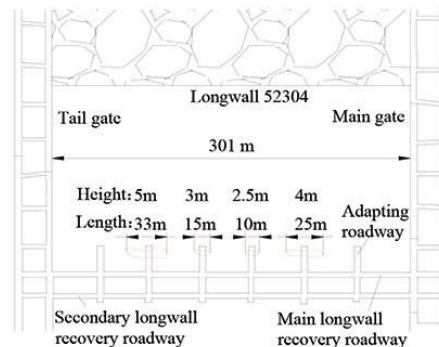 Longwall 52304
Tail gate Main gate
301 m
Height: 5m 3m 2.5m 4m
Length: 33m 15m 10m 25m
Adapting
roadway
Secondary longwall
recovery roadway
Main longwall
recovery roadway